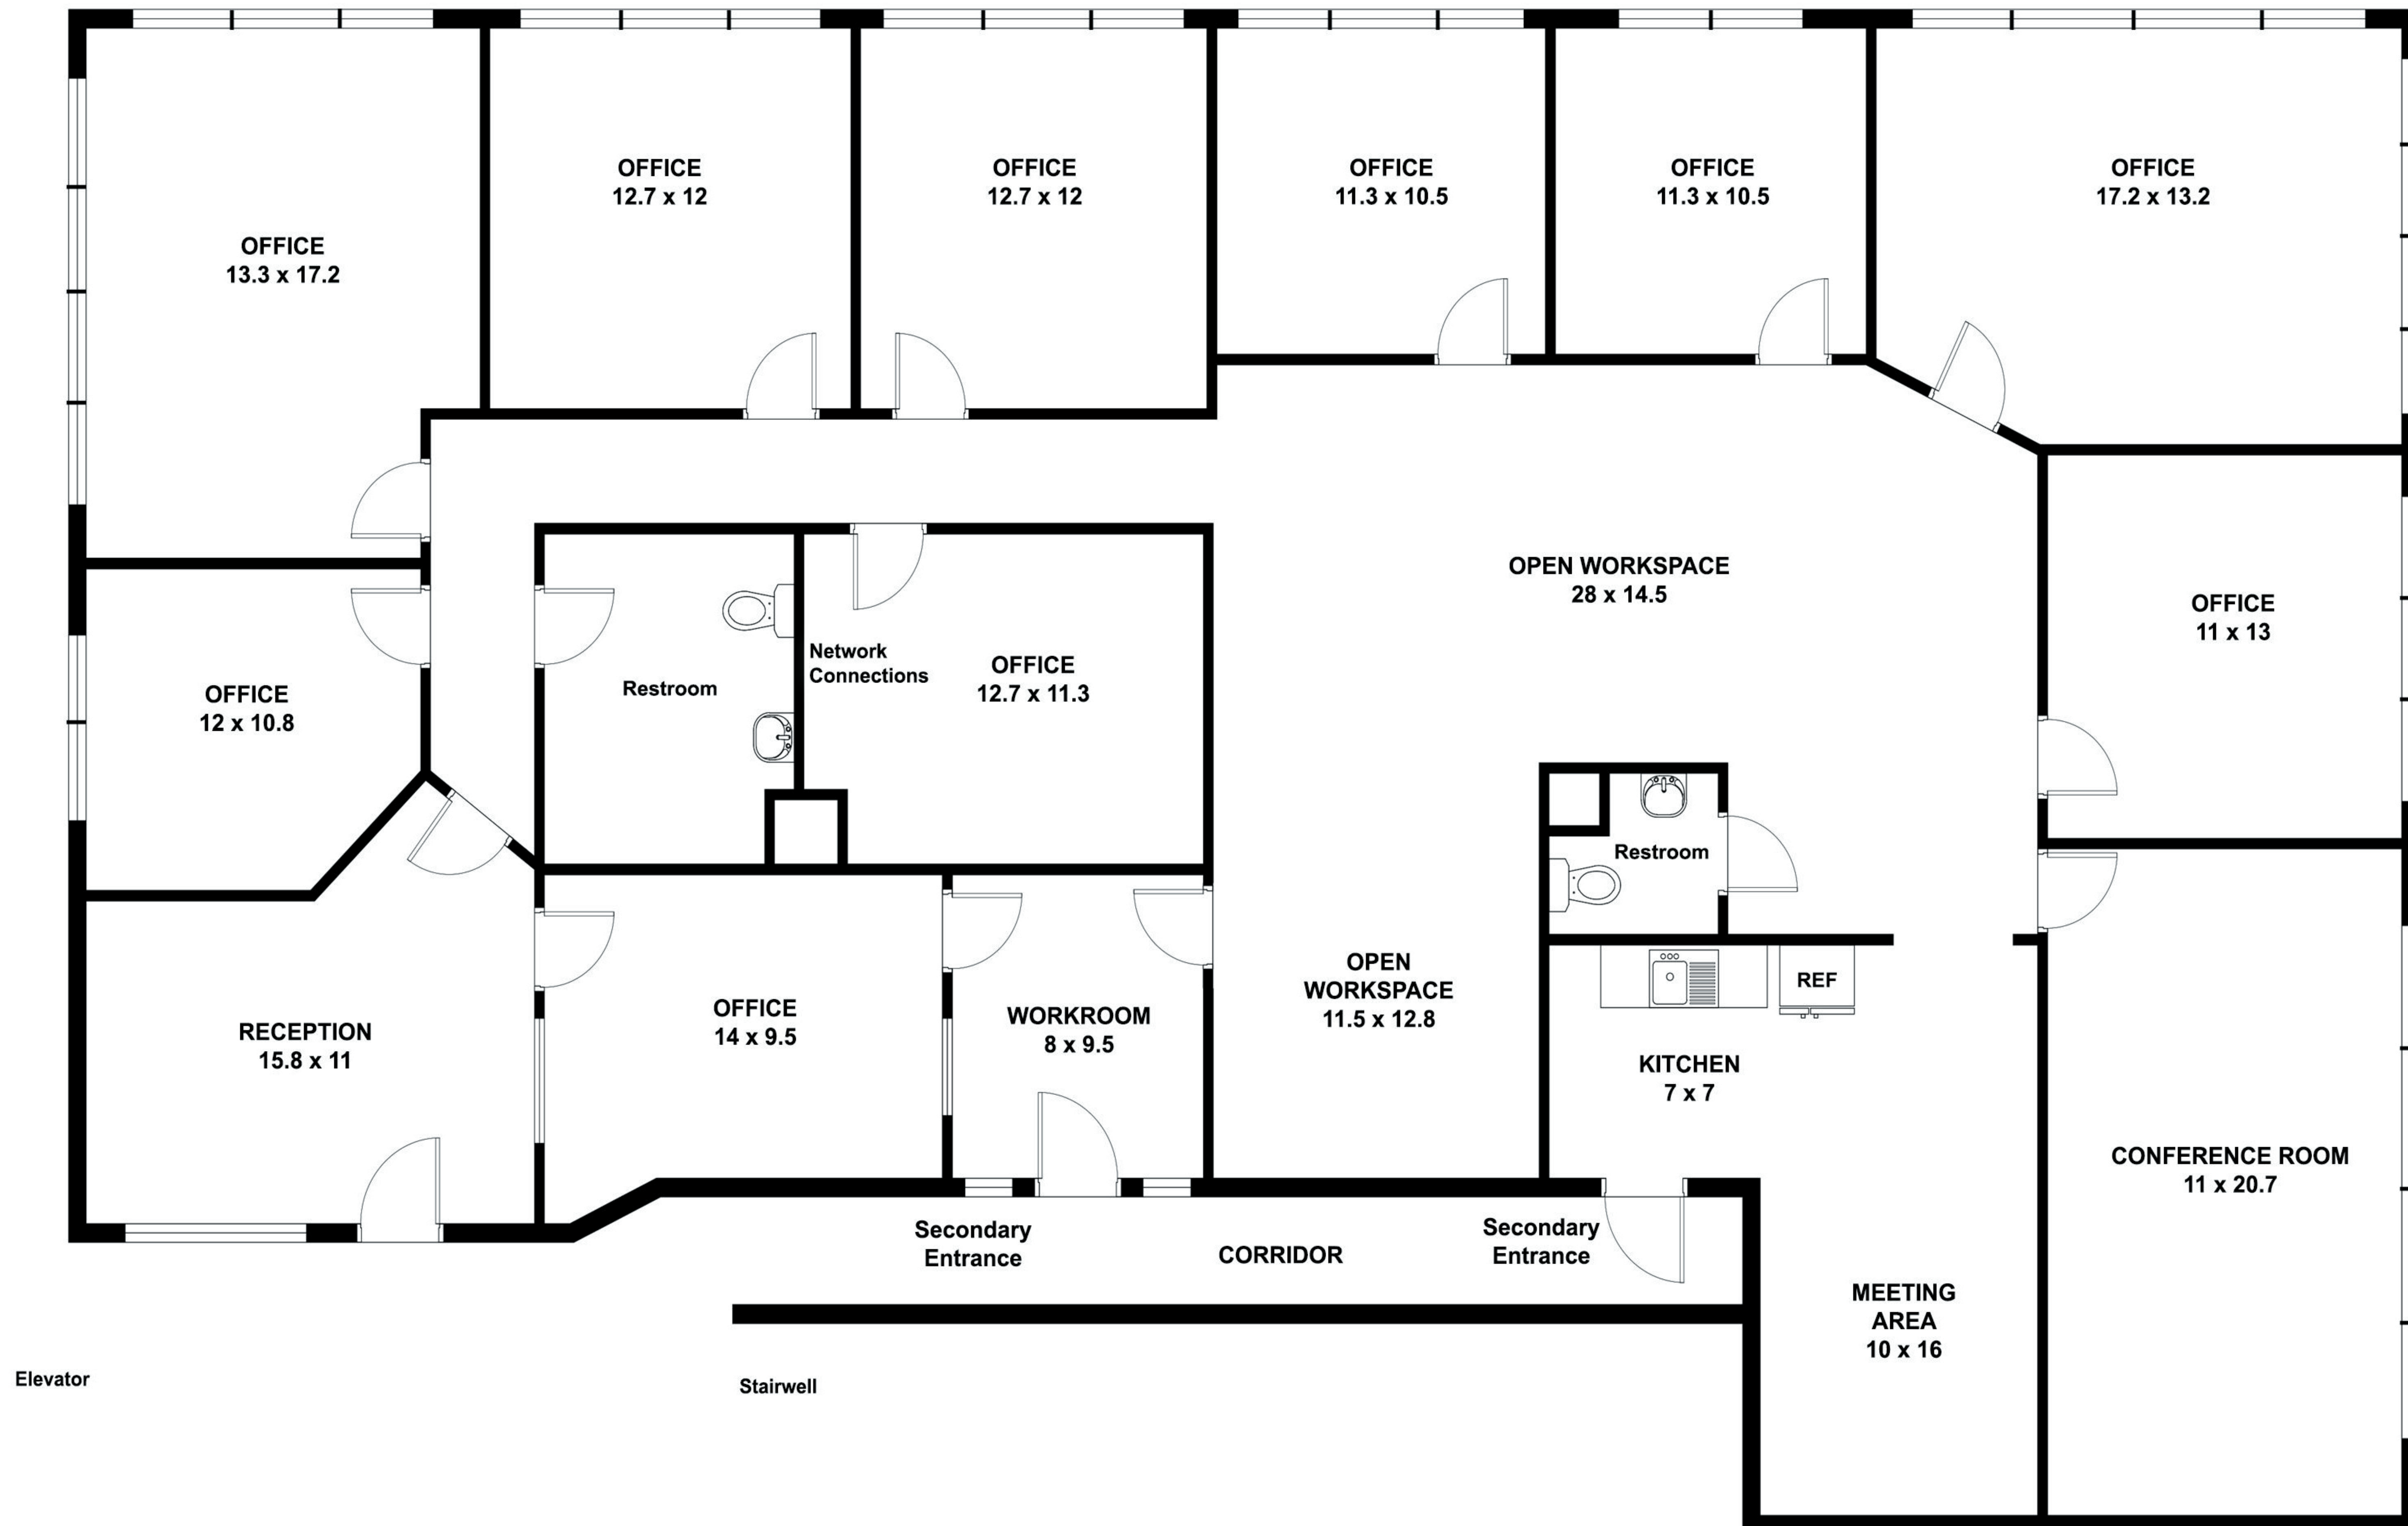 OFFICE
13.3 x 17.2
OFFICE
12.7 x 12
OFFICE
12.7 x 12
OFFICE
11.3 x 10.5
OFFICE
11.3 x 10.5
OFFICE
17.2 x 13.2
OPEN WORKSPACE
28 x 14.5
OFFICE
11 x 13
OFFICE
12 x 10.8
Restroom
Network
Connections
OFFICE
12.7 x 11.3
Restroom
RECEPTION
15.8 x 11
OFFICE
14 x 9.5
WORKROOM
8 x 9.5
OPEN
WORKSPACE
11.5 x 12.8
REF
KITCHEN
7 x 7
CONFERENCE ROOM
11 x 20.7
Secondary
Entrance
CORRIDOR
Secondary
Entrance
MEETING
AREA
10 x 16
Elevator
Stairwell